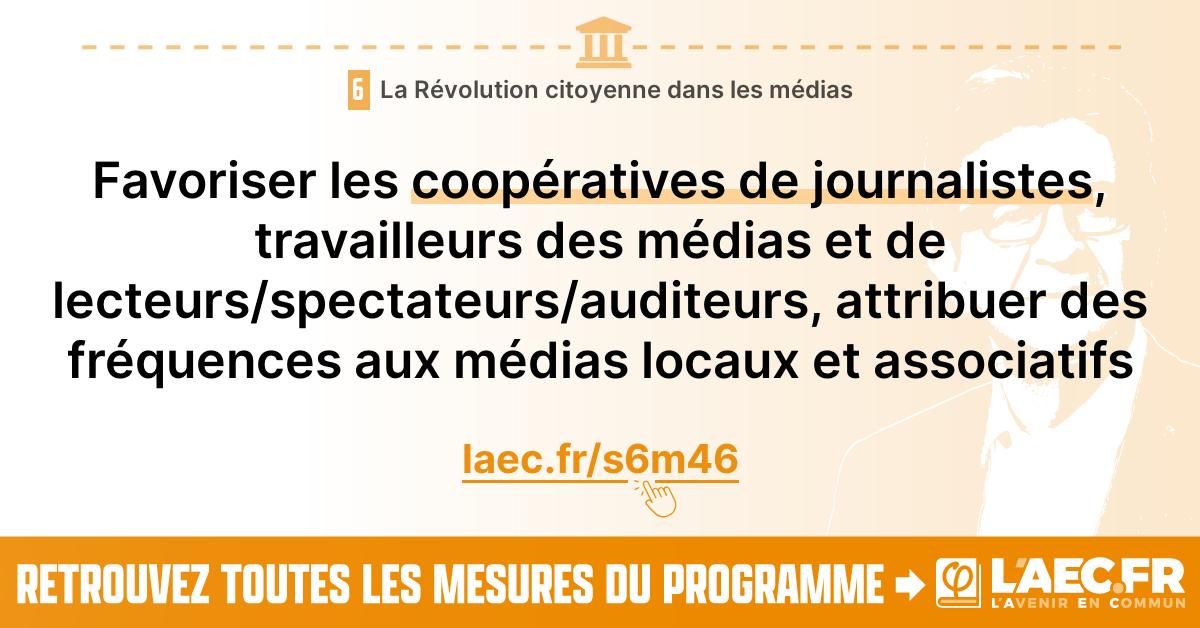 6 La Révolution citoyenne dans les médias
Favoriser les coopératives de journalistes,
travailleurs des médias et de
lecteurs/spectateurs/auditeurs, attribuer des
fréquences aux médias locaux et associatifs
laec.fr/s6m46
RETROUVEZ TOUTES LES MESURES DU PROGRAMME
φ L'AEC.FR
L'AVENIR EN COMMUN